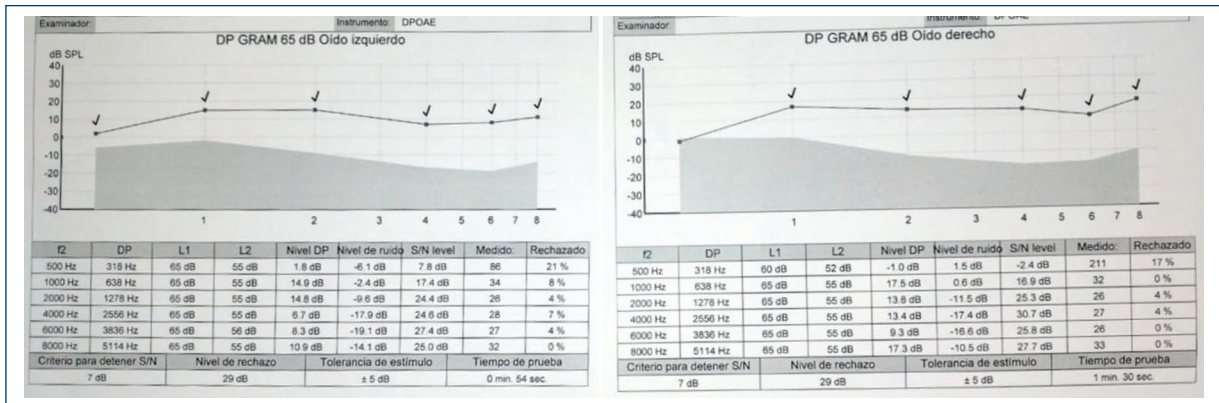 Examinador: Instrumento: DPOAE
DP GRAM 65 dB Oído izquierdo
dB SPL
40
30
20
10
0
-10
-20
-30
-40
1 2 3 4 5 6 7 8
f2 DP L1 L2 Nivel DP Nivel de ruido S/N level Medido: Rechazado
500 Hz 318 Hz 65 dB 55 dB 1.8 dB -6.1 dB 7.8 dB 86 21 %
1000 Hz 638 Hz 65 dB 55 dB 14.9 dB -2.4 dB 17.4 dB 34 8 %
2000 Hz 1278 Hz 65 dB 55 dB 14.8 dB -9.6 dB 24.4 dB 26 4 %
4000 Hz 2556 Hz 65 dB 55 dB 6.7 dB -17.9 dB 24.6 dB 28 7 %
6000 Hz 3836 Hz 65 dB 56 dB 8.3 dB -19.1 dB 27.4 dB 27 4 %
8000 Hz 5114 Hz 65 dB 55 dB 10.9 dB -14.1 dB 25.0 dB 32 0 %
Criterio para detener S/N Nivel de rechazo Tolerancia de estímulo Tiempo de prueba
7 dB 29 dB ± 5 dB 0 min. 54 sec.
Examinador: Instrumento: DPOAE
DP GRAM 65 dB Oído derecho
dB SPL
40
30
20
10
0
-10
-20
-30
-40
1 2 3 4 5 6 7 8
f2 DP L1 L2 Nivel DP Nivel de ruido S/N level Medido: Rechazado
500 Hz 318 Hz 60 dB 52 dB -1.0 dB 1.5 dB -2.4 dB 211 17 %
1000 Hz 638 Hz 65 dB 55 dB 17.5 dB 0.6 dB 16.9 dB 32 0 %
2000 Hz 1278 Hz 65 dB 55 dB 13.8 dB -11.5 dB 25.3 dB 26 4 %
4000 Hz 2556 Hz 65 dB 55 dB 13.4 dB -17.4 dB 30.7 dB 27 4 %
6000 Hz 3836 Hz 65 dB 55 dB 9.3 dB -16.6 dB 25.8 dB 26 0 %
8000 Hz 5114 Hz 65 dB 55 dB 17.3 dB -10.5 dB 27.7 dB 33 0 %
Criterio para detener S/N Nivel de rechazo Tolerancia de estímulo Tiempo de prueba
7 dB 29 dB ± 5 dB 1 min. 30 sec.